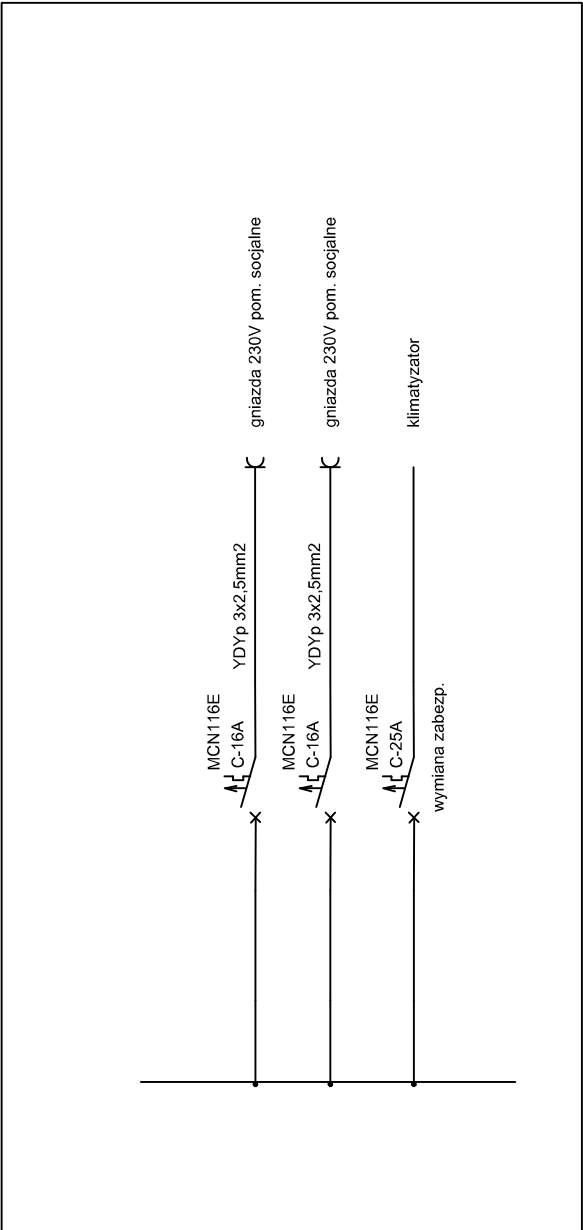 MCN116E
C-16A
YDYp 3x2,5mm2
gniazda 230V pom. socjalne
MCN116E
C-16A
YDYp 3x2,5mm2
gniazda 230V pom. socjalne
MCN116E
C-25A
wymiana zabezp.
klimatyzator